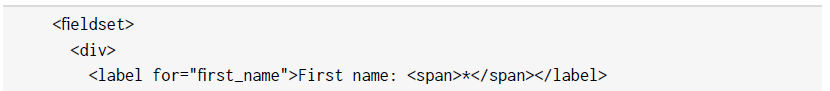 <fieldset>
<div>
<label for="first_name">First name: <span>*</span></label>